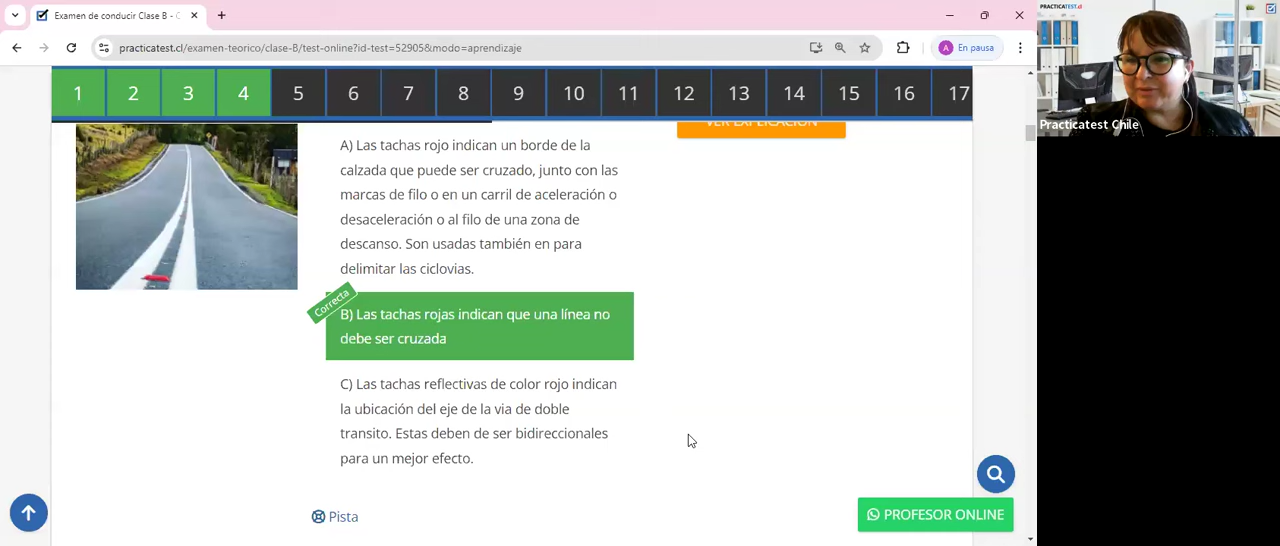 Examen de conducir Clase B - C
practicatest.cl/examen-teorico/clase-B/test-online?id-test=52905&modo=aprendizaje
A
En pausa
PRACTICATEST.cl
Practicatest Chile
1 2 3 4 5 6 7 8 9 10 11 12 13 14 15 16 17
VER EXPLICACIÓN
A) Las tachas rojo indican un borde de la
calzada que puede ser cruzado, junto con las
marcas de filo o en un carril de aceleración o
desaceleración o al filo de una zona de
descanso. Son usadas también en para
delimitar las ciclovias.
Correcta
B) Las tachas rojas indican que una línea no
debe ser cruzada
C) Las tachas reflectivas de color rojo indican
la ubicación del eje de la via de doble
transito. Estas deben de ser bidireccionales
para un mejor efecto.
Pista
PROFESOR ONLINE